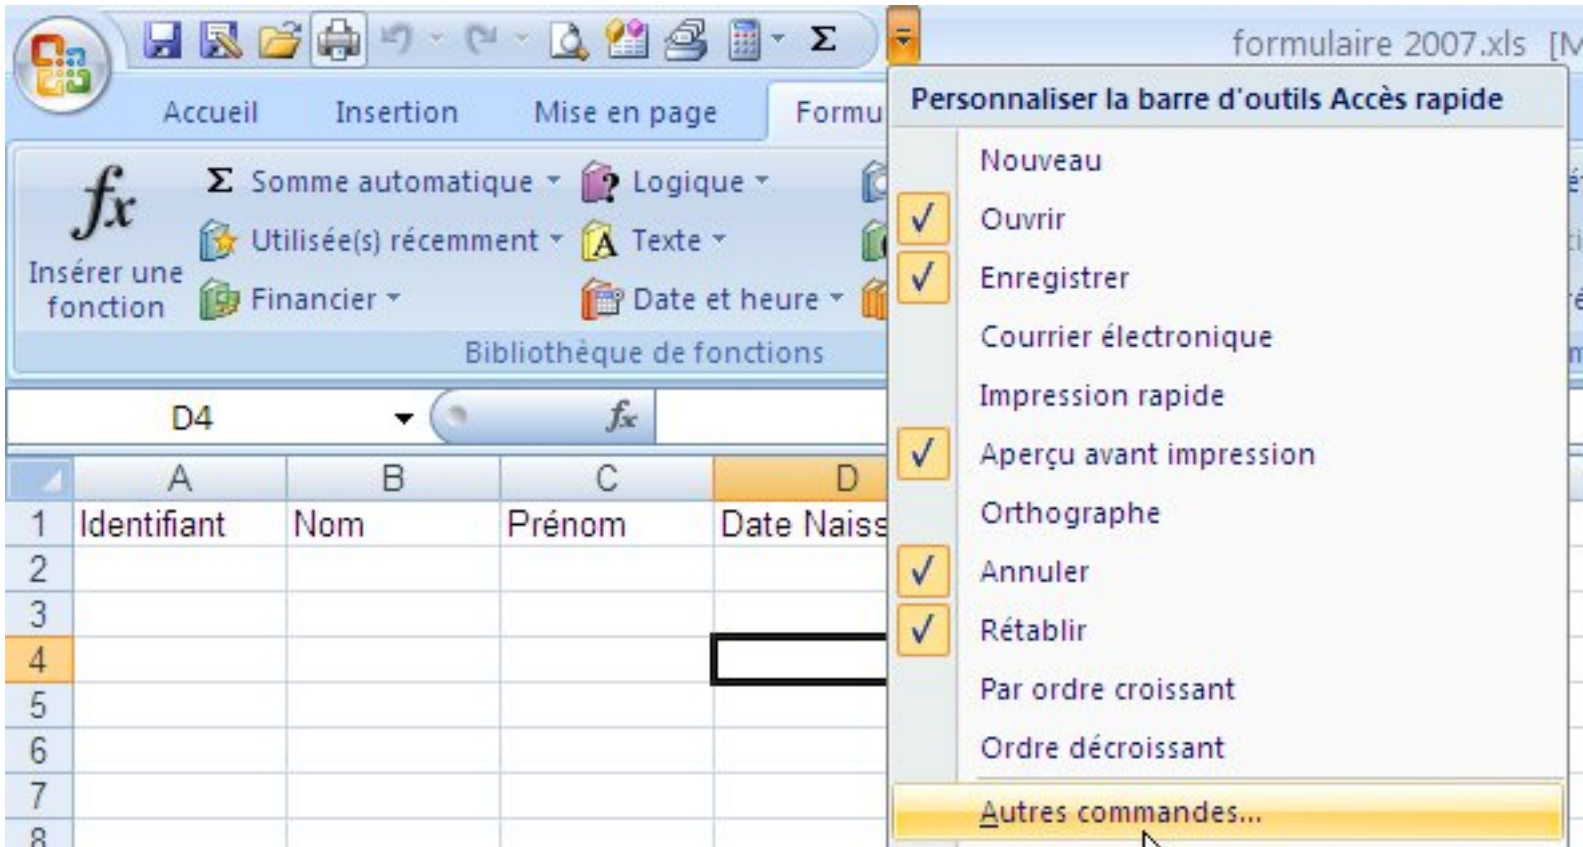 formulaire 2007.xls [M
Accueil Insertion Mise en page Formu
Personnaliser la barre d'outils Accès rapide
Nouveau
Ouvrir
Enregistrer
Courrier électronique
Impression rapide
Aperçu avant impression
Orthographe
Annuler
Rétablir
Par ordre croissant
Ordre décroissant
Autres commandes...
Σ Somme automatique Logique
Utilisée(s) récemment Texte
Insérer une
fonction
Financier Date et heure
Bibliothèque de fonctions
D4 fx
A B C D
1 Identifiant Nom Prénom Date Naiss
2
3
4
5
6
7
8